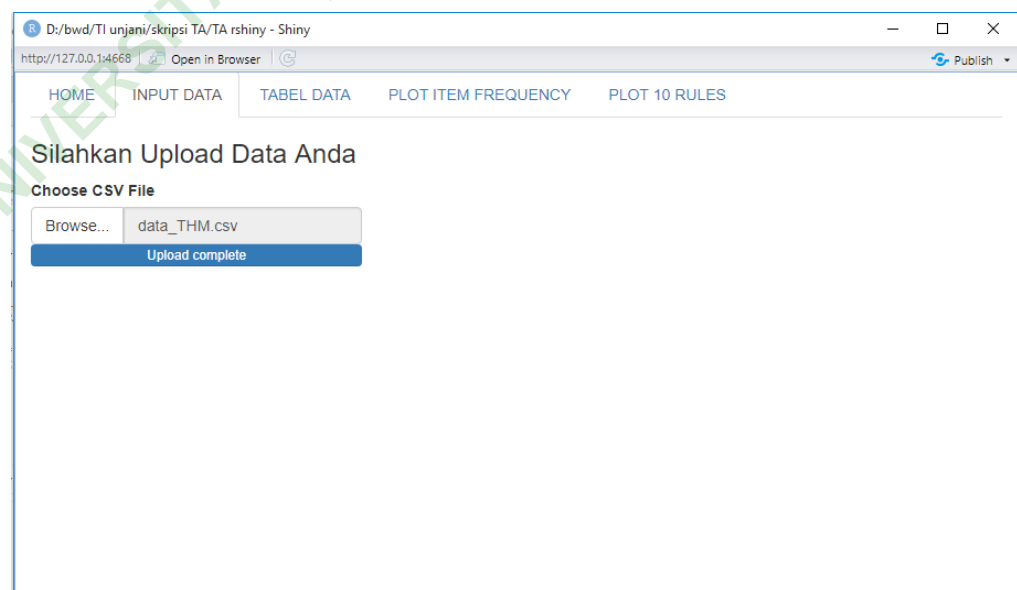 D:/bwd/TI unjani/skripsi TA/TA rshiny - Shiny
http://127.0.0.1:4668 Open in Browser Publish
HOME INPUT DATA TABEL DATA PLOT ITEM FREQUENCY PLOT 10 RULES
Silahkan Upload Data Anda
Choose CSV File
Browse... data_THM.csv
Upload complete